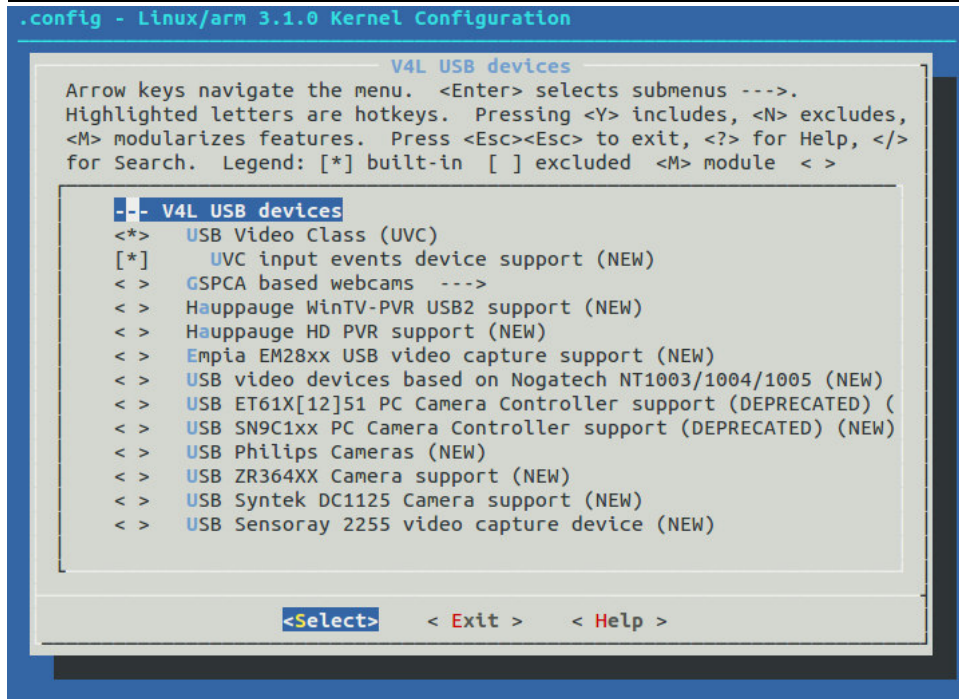 .config - Linux/arm 3.1.0 Kernel Configuration
V4L USB devices
Arrow keys navigate the menu.  <Enter> selects submenus --->.
Highlighted letters are hotkeys.  Pressing <Y> includes, <N> excludes,
<M> modularizes features.  Press <Esc><Esc> to exit, <?> for Help, </>
for Search.  Legend: [*] built-in  [ ] excluded  <M> module  < >
--- V4L USB devices
<*>   USB Video Class (UVC)
[*]     UVC input events device support (NEW)
< >   GSPCA based webcams  --->
< >   Hauppauge WinTV-PVR USB2 support (NEW)
< >   Hauppauge HD PVR support (NEW)
< >   Empia EM28xx USB video capture support (NEW)
< >   USB video devices based on Nogatech NT1003/1004/1005 (NEW)
< >   USB ET61X[12]51 PC Camera Controller support (DEPRECATED) (
< >   USB SN9C1xx PC Camera Controller support (DEPRECATED) (NEW)
< >   USB Philips Cameras (NEW)
< >   USB ZR364XX Camera support (NEW)
< >   USB Syntek DC1125 Camera support (NEW)
< >   USB Sensoray 2255 video capture device (NEW)
<Select>    < Exit >    < Help >